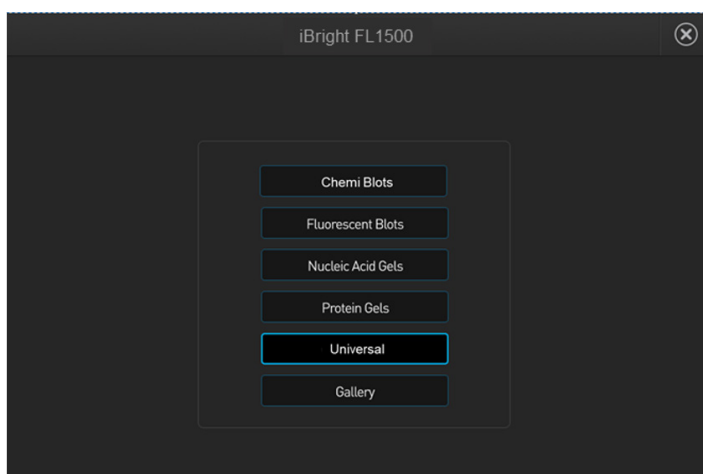 iBright FL1500
Chemi Blots
Fluorescent Blots
Nucleic Acid Gels
Protein Gels
Universal
Gallery